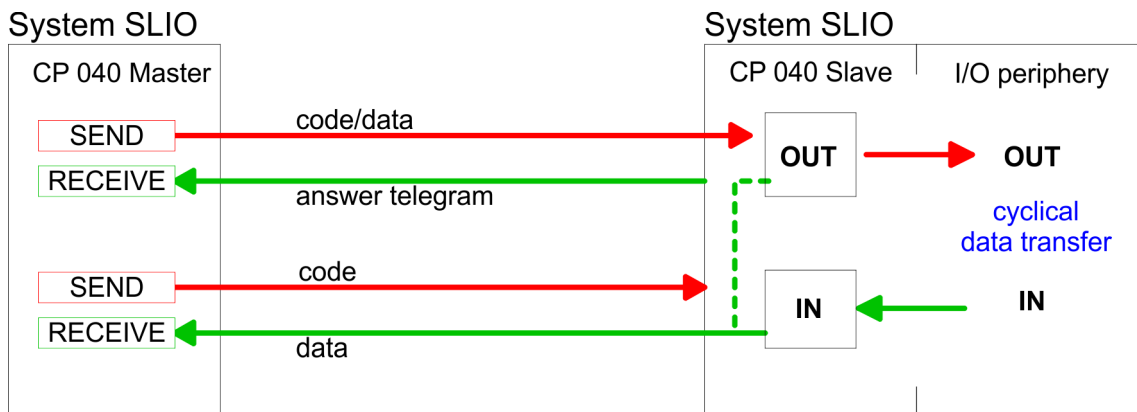 System SLIO
System SLIO
CP 040 Master
CP 040 Slave
I/O periphery
SEND
code/data
OUT
OUT
RECEIVE
answer telegram
cyclical
data transfer
SEND
code
IN
IN
RECEIVE
data